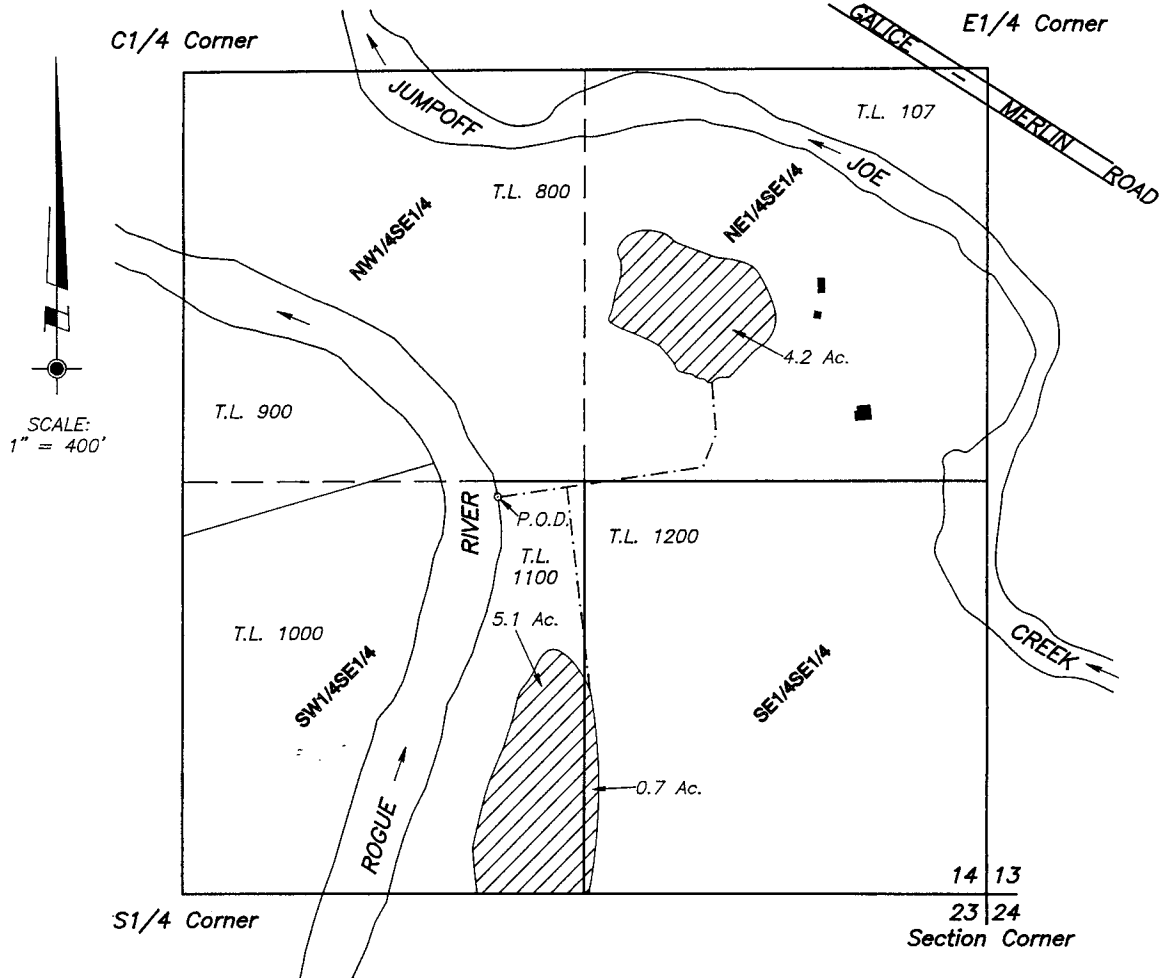 C1/4 Corner
E1/4 Corner
GALICE - MERLIN ROAD
JUMPOFF JOE CREEK
T.L. 107
T.L. 800
NW1/4SE1/4
NE1/4SE1/4
4.2 Ac.
SCALE:
1" = 400'
T.L. 900
P.O.D.
T.L. 1200
T.L.
1100
5.1 Ac.
T.L. 1000
SW1/4SE1/4
SE1/4SE1/4
0.7 Ac.
ROGUE RIVER
14 13
23 24
S1/4 Corner
Section Corner